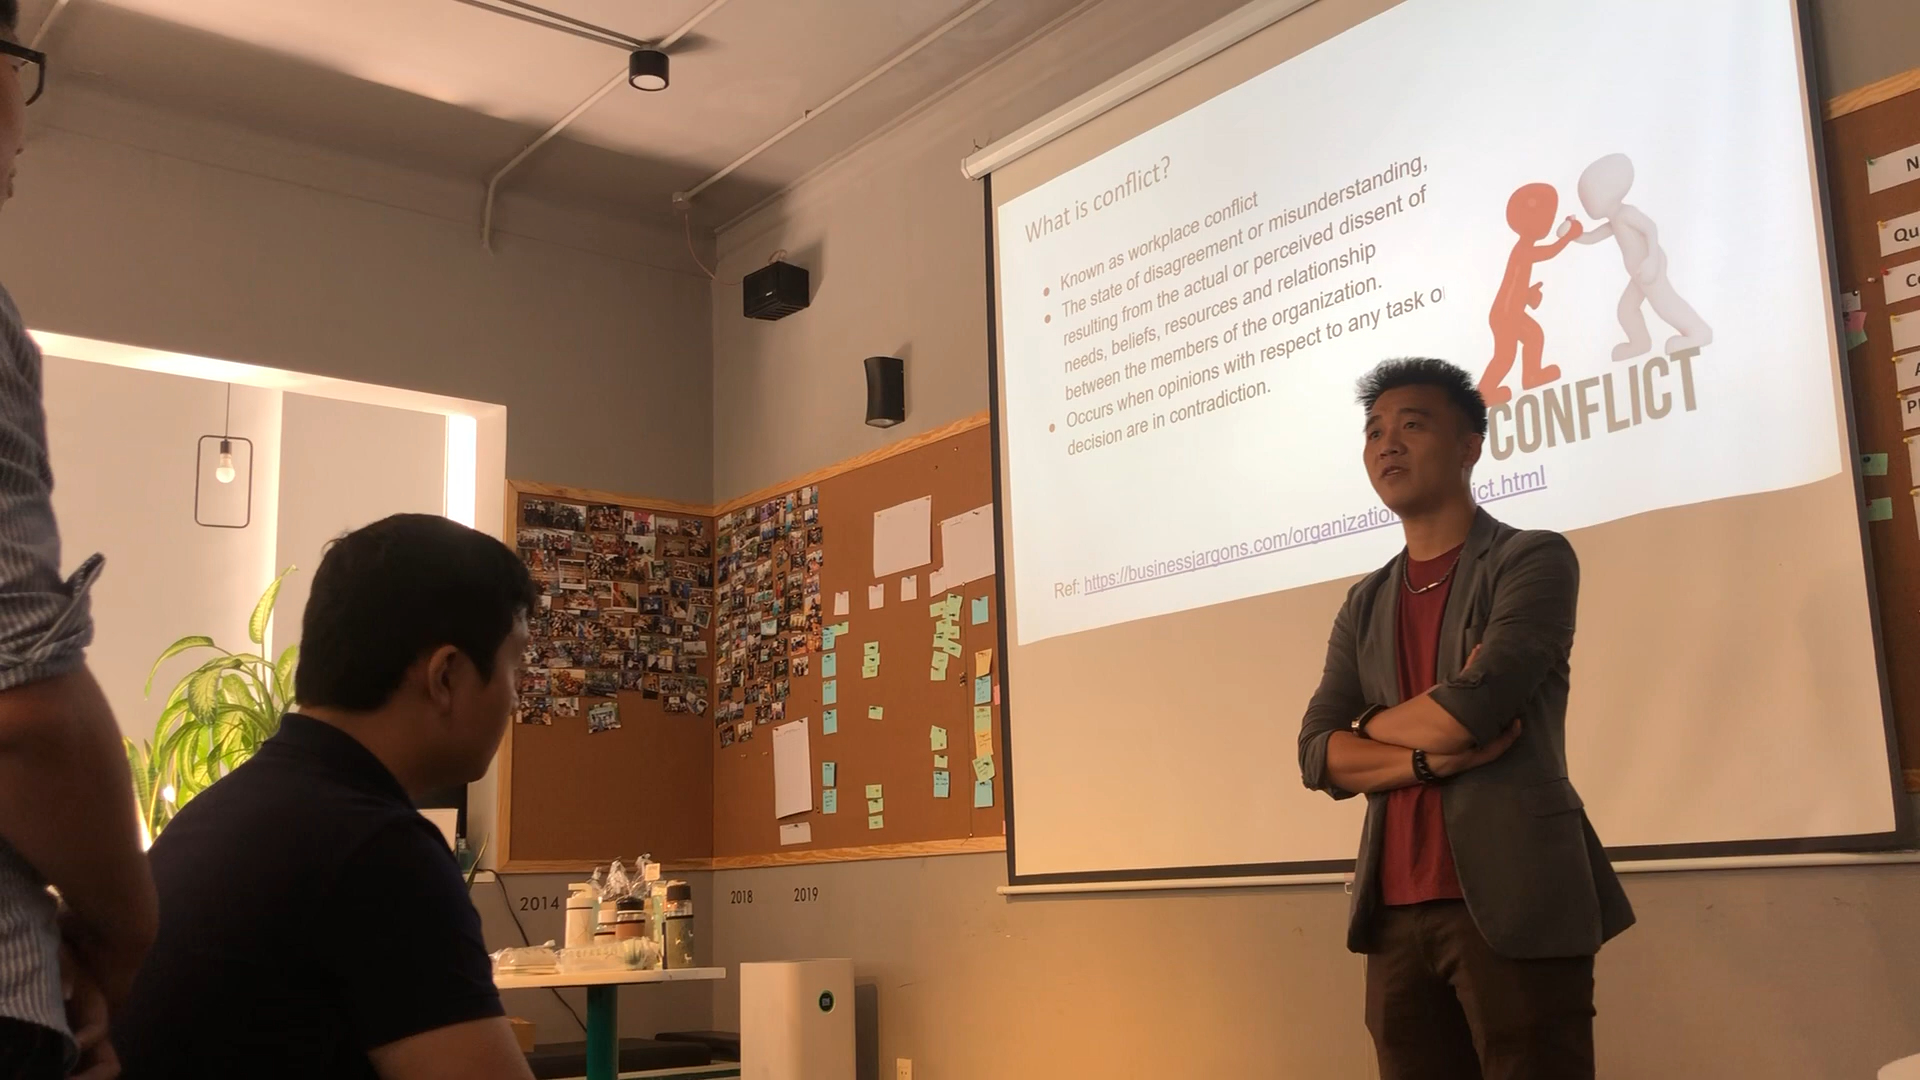 What is conflict?
● Known as workplace conflict
● The state of disagreement or misunderstanding,
resulting from the actual or perceived dissent of
needs, beliefs, resources and relationship
between the members of the organization.
● Occurs when opinions with respect to any task o
decision are in contradiction.
CONFLICT
Ref: https://businessjargons.com/organization
ict.html
N
Qu
Co
A
2014
2018
2019